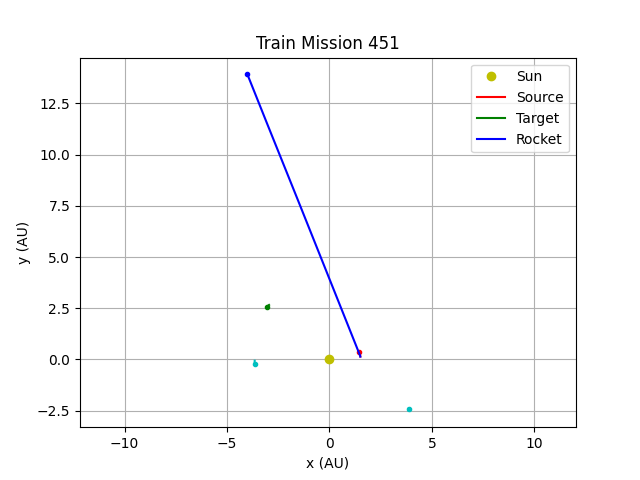 Train Mission 451
Sun
Source
Target
Rocket
12.5
10.0
7.5
5.0
2.5
0.0
−2.5
y (AU)
−10
−5
0
5
10
x (AU)